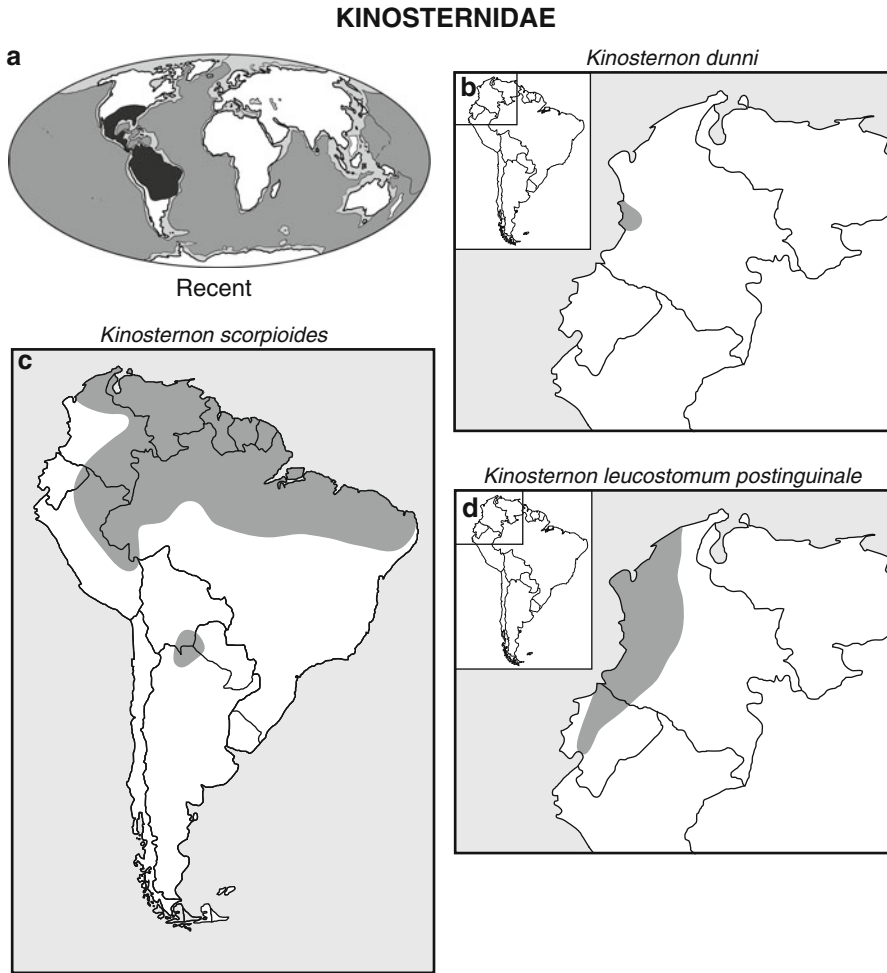 KINOSTERNIDAE
a
Recent
Kinosternon dunni
b
Kinosternon scorpioides
c
Kinosternon leucostomum postinguinale
d